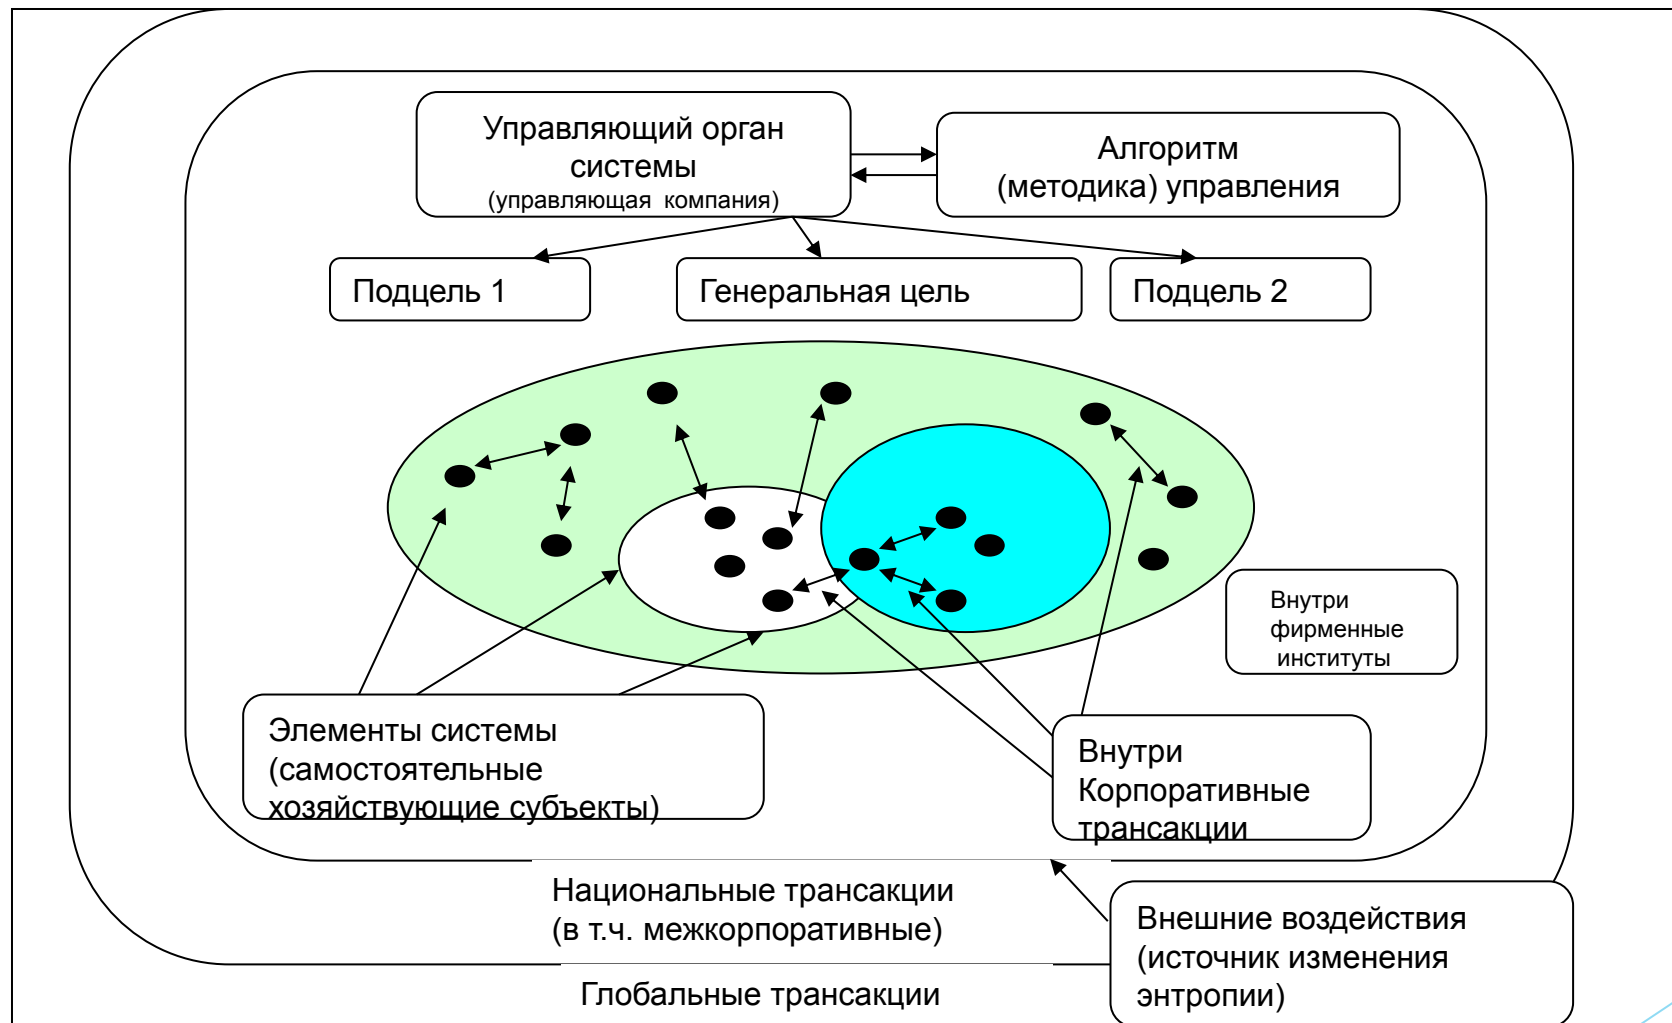 Управляющий орган
системы
(управляющая компания)
Алгоритм
(методика) управления
Подцель 1
Генеральная цель
Подцель 2
Внутри
фирменные
институты
Элементы системы
(самостоятельные
хозяйствующие субъекты)
Внутри
Корпоративные
трансакции
Национальные трансакции
(в т.ч. межкорпоративные)
Внешние воздействия
(источник изменения
энтропии)
Глобальные трансакции